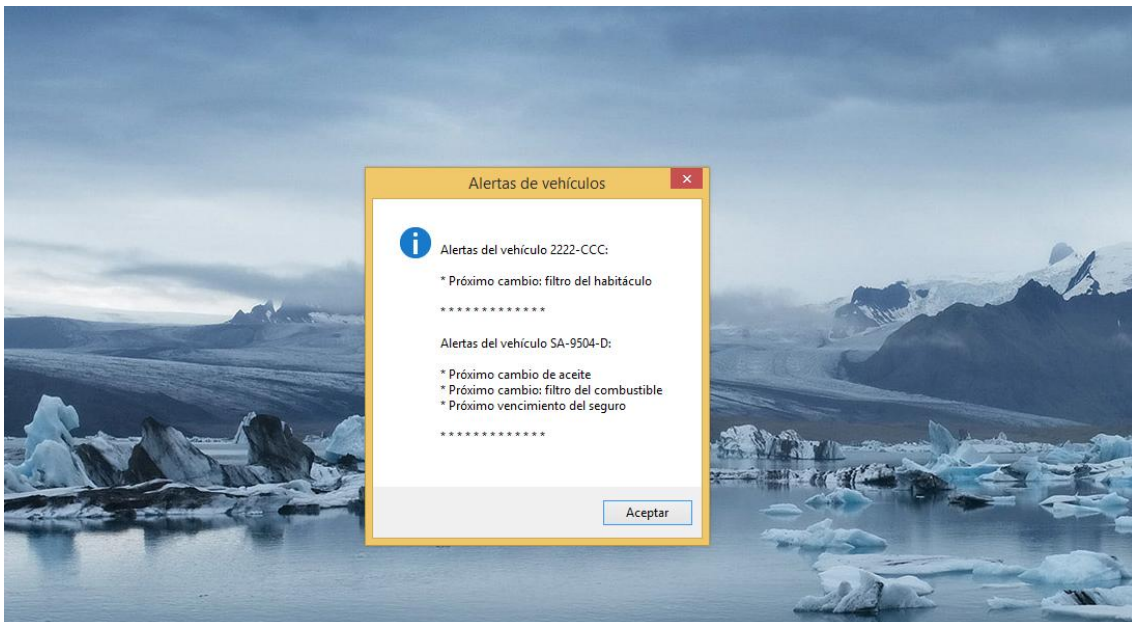 Alertas de vehículos
Alertas del vehículo 2222-CCC:
* Próximo cambio: filtro del habitáculo
* * * * * * * * * * * * *
Alertas del vehículo SA-9504-D:
* Próximo cambio de aceite
* Próximo cambio: filtro del combustible
* Próximo vencimiento del seguro
* * * * * * * * * * * * *
Aceptar